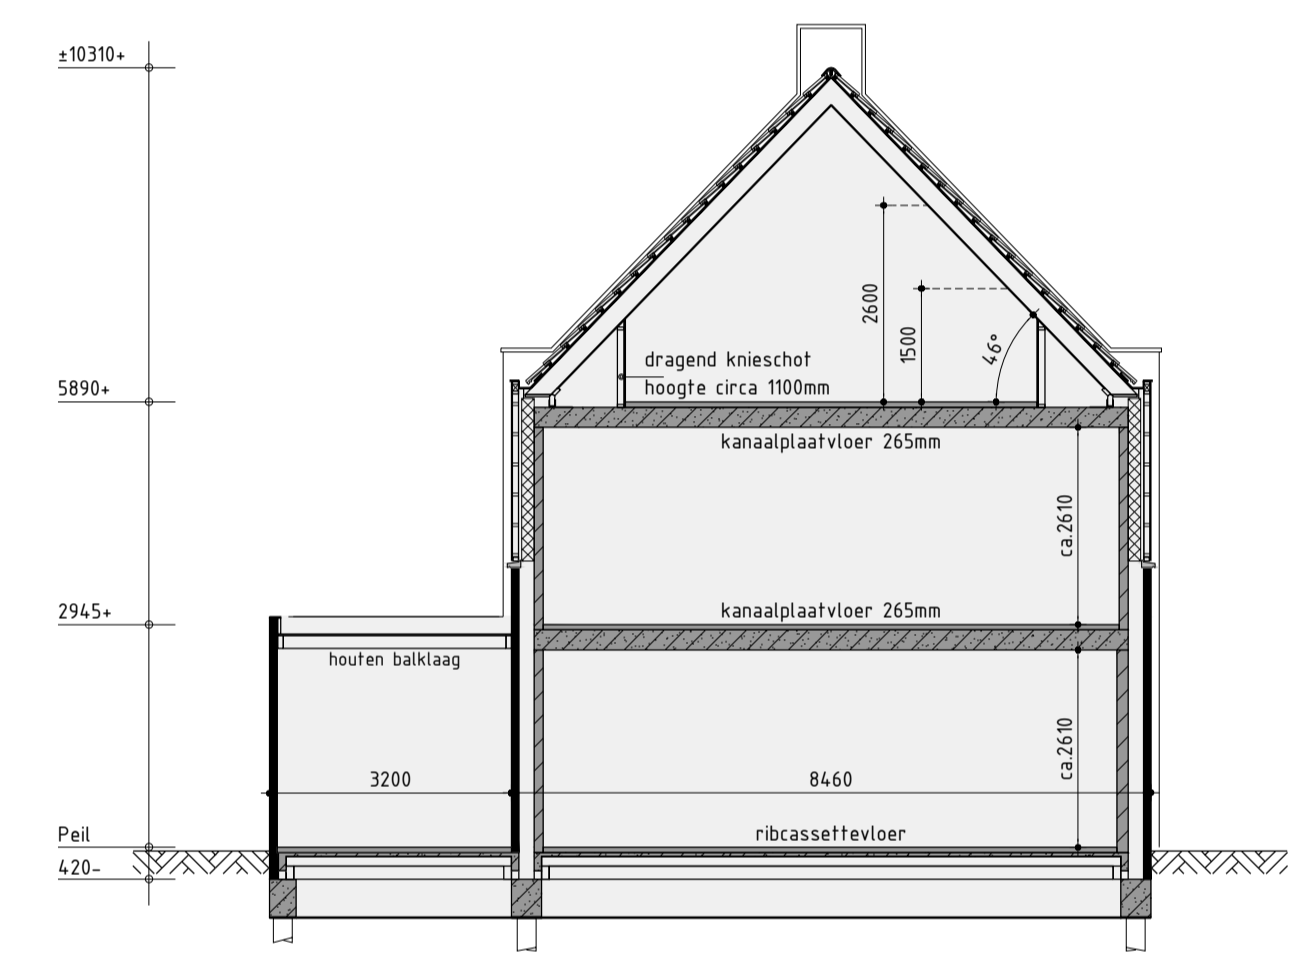 ±10310+
5890+
2945+
Peil
420-
2600
1500
46°
dragend knieschot
hoogte circa 1100mm
kanaalplaatvloer 265mm
ca.2610
kanaalplaatvloer 265mm
houten balklaag
ca.2610
3200
8460
ribcassettevloer